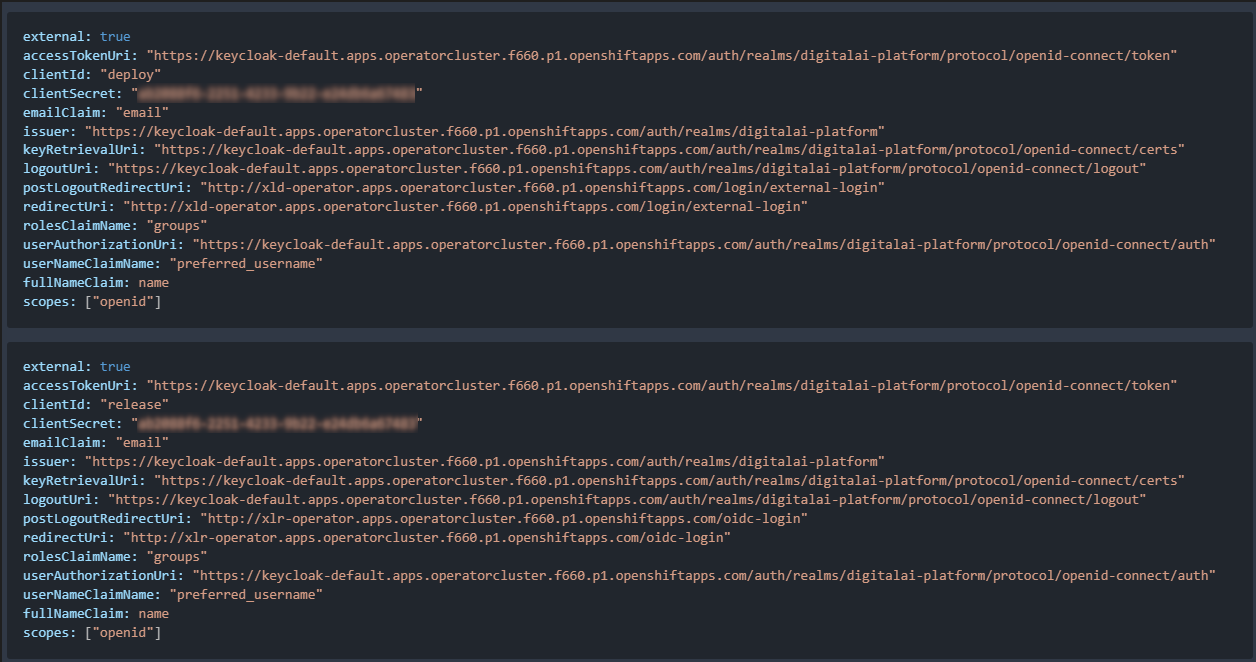 external: true
accessTokenUri: "https://keycloak-default.apps.operatorcluster.f660.p1.openshiftapps.com/auth/realms/digitalai-platform/protocol/openid-connect/token"
clientId: "deploy"
clientSecret: ""
emailClaim: "email"
issuer: "https://keycloak-default.apps.operatorcluster.f660.p1.openshiftapps.com/auth/realms/digitalai-platform"
keyRetrievalUri: "https://keycloak-default.apps.operatorcluster.f660.p1.openshiftapps.com/auth/realms/digitalai-platform/protocol/openid-connect/certs"
logoutUri: "https://keycloak-default.apps.operatorcluster.f660.p1.openshiftapps.com/auth/realms/digitalai-platform/protocol/openid-connect/logout"
postLogoutRedirectUri: "http://xld-operator.apps.operatorcluster.f660.p1.openshiftapps.com/login/external-login"
redirectUri: "http://xld-operator.apps.operatorcluster.f660.p1.openshiftapps.com/login/external-login"
rolesClaimName: "groups"
userAuthorizationUri: "https://keycloak-default.apps.operatorcluster.f660.p1.openshiftapps.com/auth/realms/digitalai-platform/protocol/openid-connect/auth"
userNameClaimName: "preferred_username"
fullNameClaim: name
scopes: ["openid"]
external: true
accessTokenUri: "https://keycloak-default.apps.operatorcluster.f660.p1.openshiftapps.com/auth/realms/digitalai-platform/protocol/openid-connect/token"
clientId: "release"
clientSecret: ""
emailClaim: "email"
issuer: "https://keycloak-default.apps.operatorcluster.f660.p1.openshiftapps.com/auth/realms/digitalai-platform"
keyRetrievalUri: "https://keycloak-default.apps.operatorcluster.f660.p1.openshiftapps.com/auth/realms/digitalai-platform/protocol/openid-connect/certs"
logoutUri: "https://keycloak-default.apps.operatorcluster.f660.p1.openshiftapps.com/auth/realms/digitalai-platform/protocol/openid-connect/logout"
postLogoutRedirectUri: "http://xlr-operator.apps.operatorcluster.f660.p1.openshiftapps.com/oidc-login"
redirectUri: "http://xlr-operator.apps.operatorcluster.f660.p1.openshiftapps.com/oidc-login"
rolesClaimName: "groups"
userAuthorizationUri: "https://keycloak-default.apps.operatorcluster.f660.p1.openshiftapps.com/auth/realms/digitalai-platform/protocol/openid-connect/auth"
userNameClaimName: "preferred_username"
fullNameClaim: name
scopes: ["openid"]